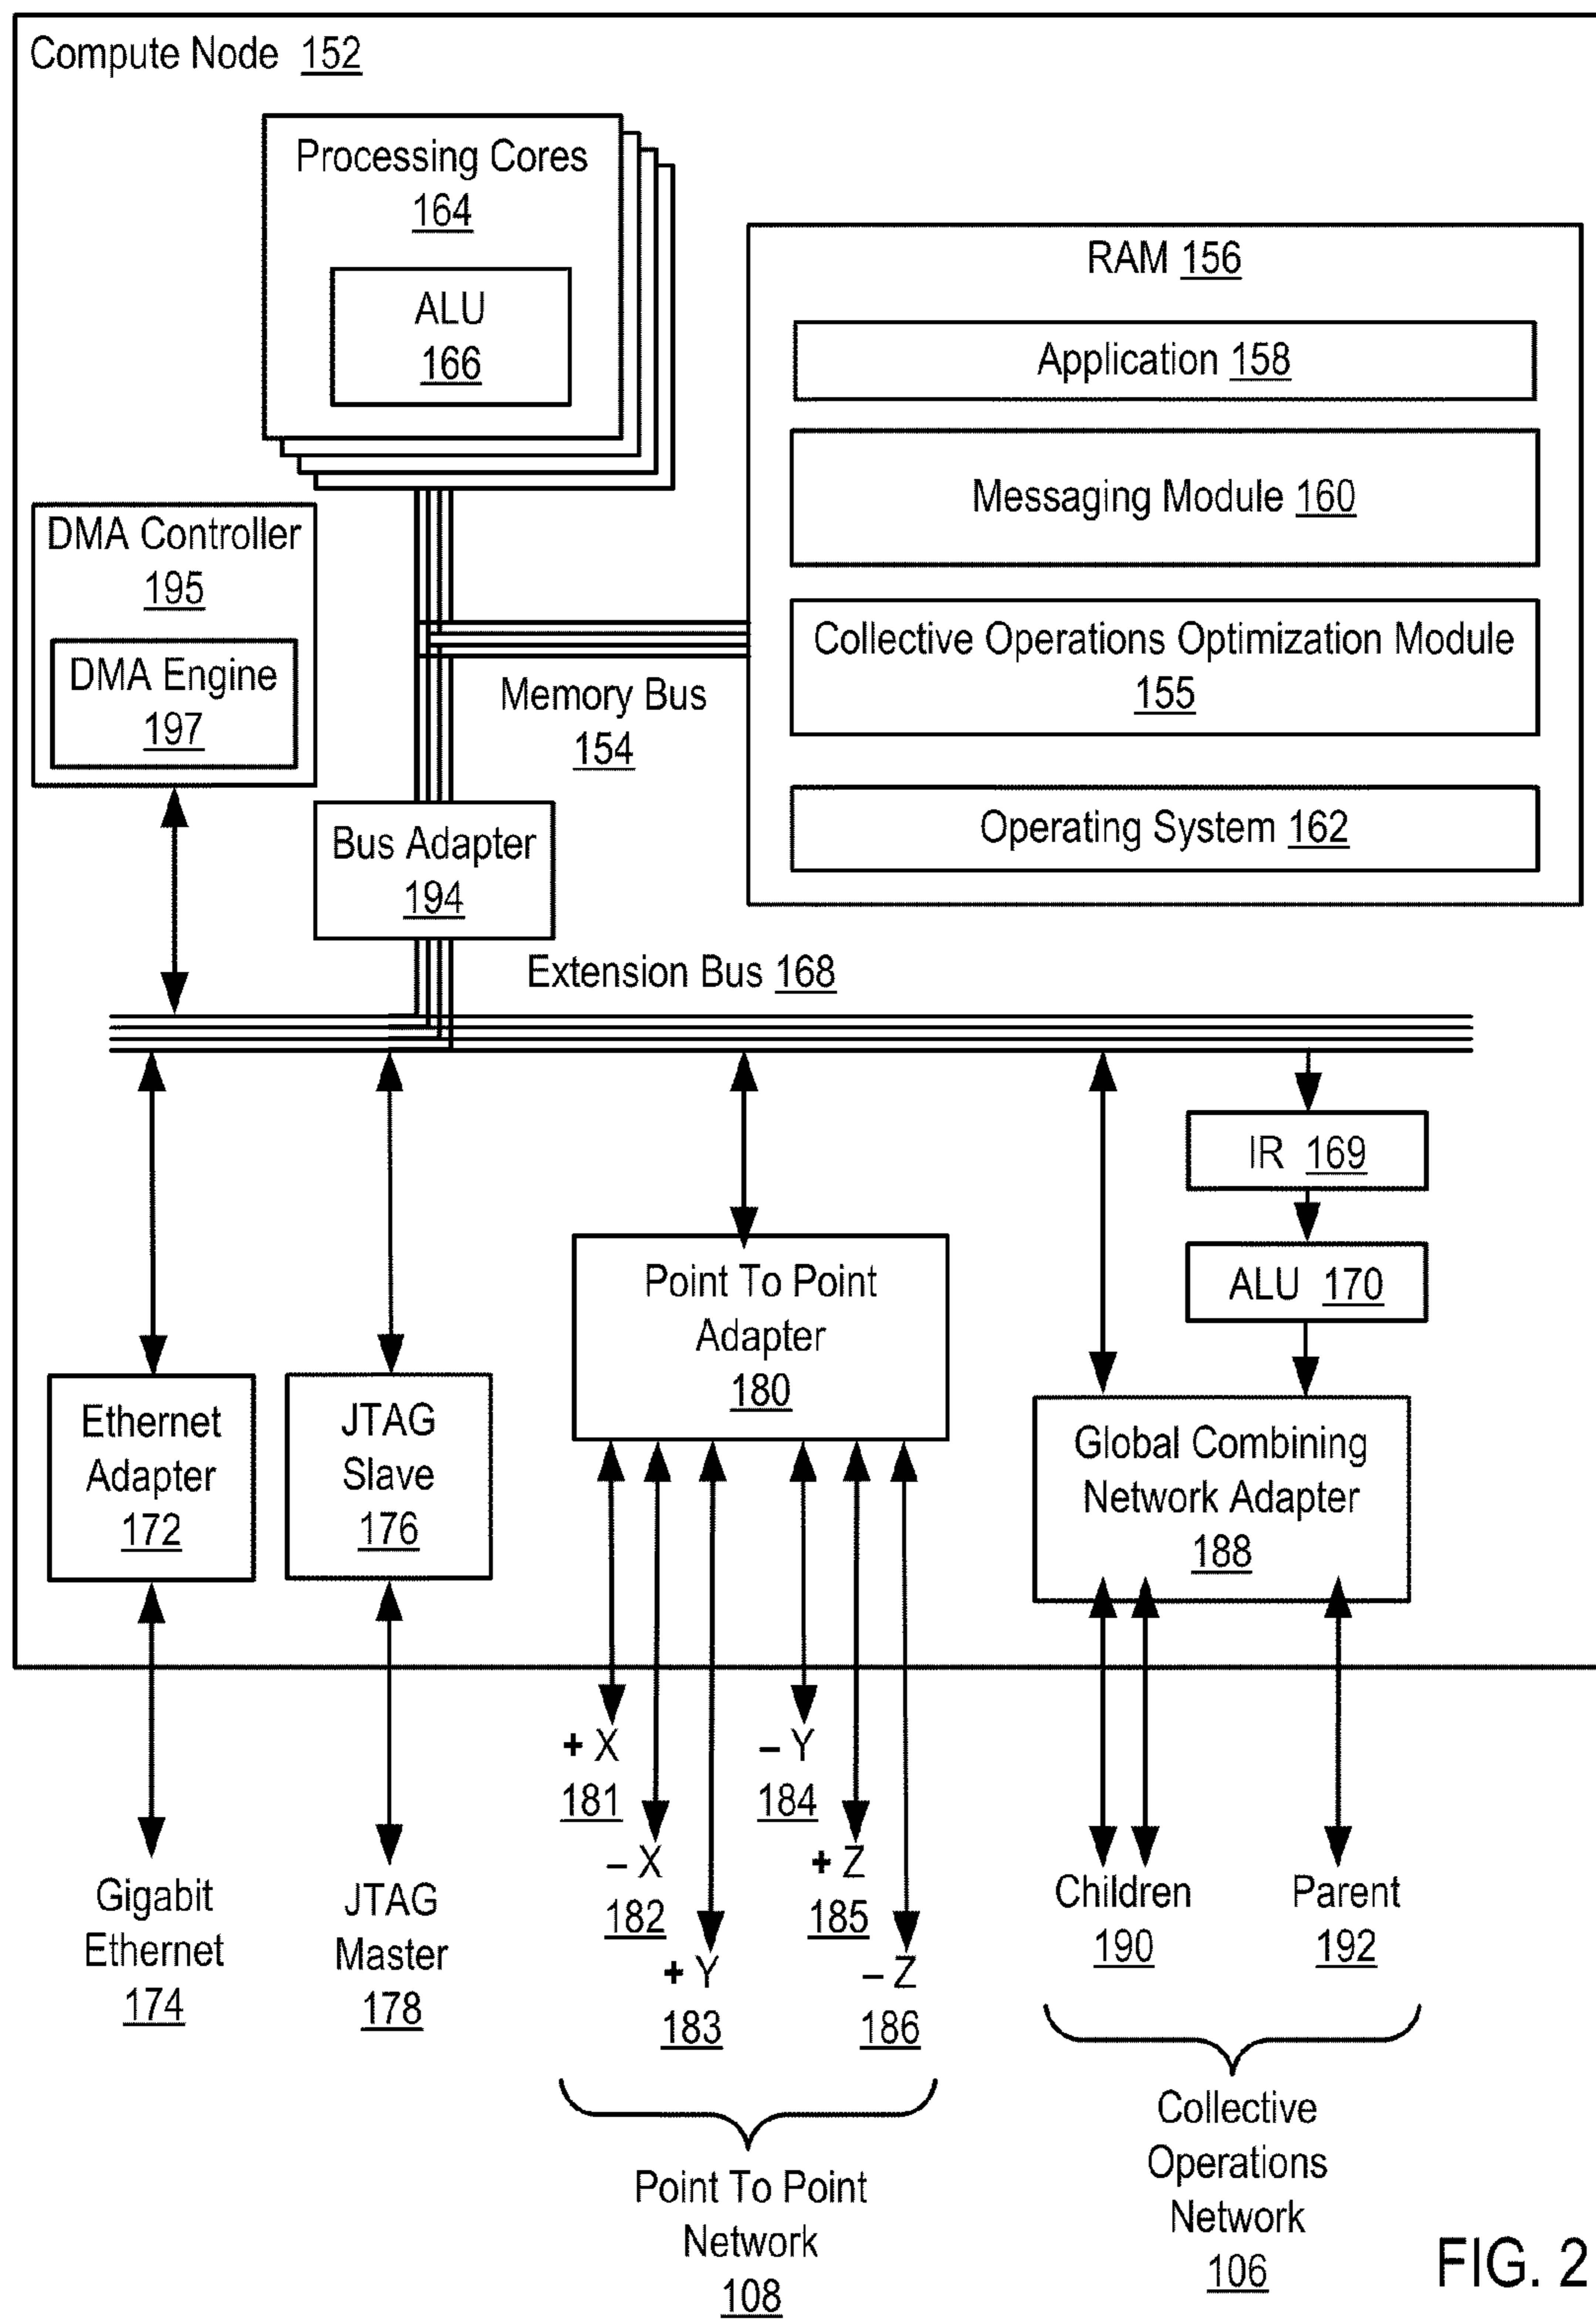 Compute Node 152
Processing Cores
164
ALU
166
RAM 156
Application 158
Messaging Module 160
Collective Operations Optimization Module
155
Operating System 162
DMA Controller
195
DMA Engine
197
Memory Bus
154
Bus Adapter
194
Extension Bus 168
IR 169
ALU 170
Point To Point
Adapter
180
Ethernet
Adapter
172
JTAG
Slave
176
Global Combining
Network Adapter
188
+ X
181
– X
182
+ Y
183
– Y
184
+ Z
185
– Z
186
Gigabit
Ethernet
174
JTAG
Master
178
Children
190
Parent
192
Point To Point
Network
108
Collective
Operations
Network
106
FIG. 2